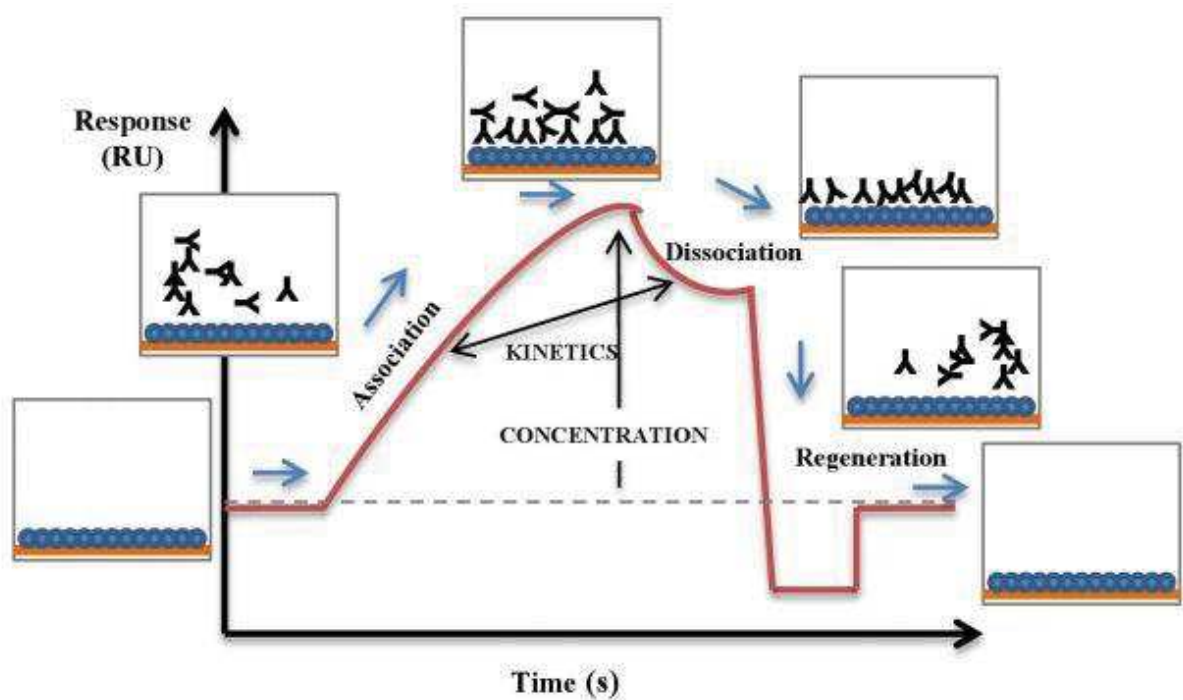 Response
(RU)
Dissociation
Association
KINETICS
CONCENTRATION
Regeneration
Time (s)